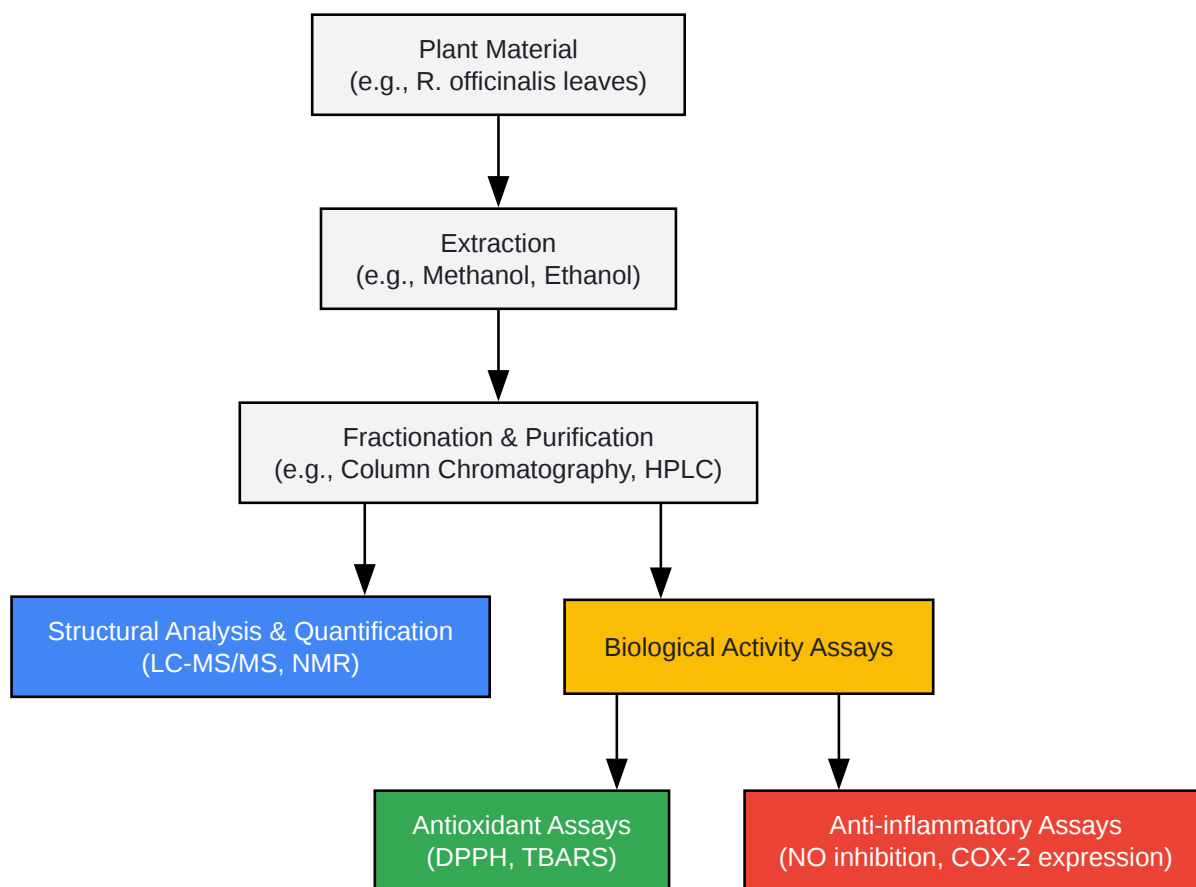 Plant Material
(e.g., R. officinalis leaves)
Extraction
(e.g., Methanol, Ethanol)
Fractionation & Purification
(e.g., Column Chromatography, HPLC)
Structural Analysis & Quantification
(LC-MS/MS, NMR)
Biological Activity Assays
Antioxidant Assays
(DPPH, TBARS)
Anti-inflammatory Assays
(NO inhibition, COX-2 expression)